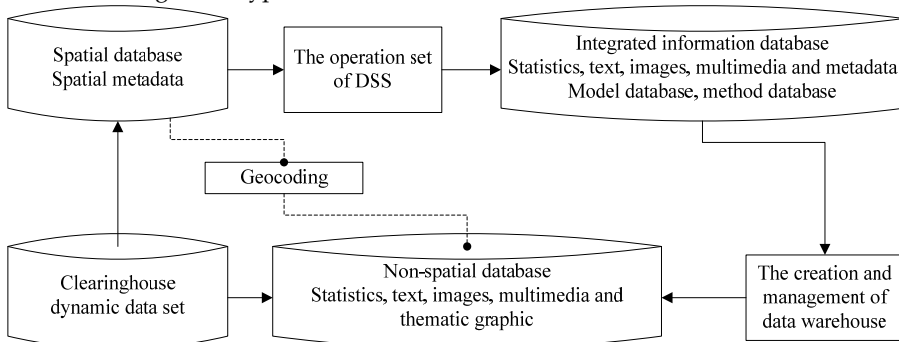 Spatial database
Spatial metadata
The operation set
of DSS
Integrated information database
Statistics, text, images, multimedia and metadata
Model database, method database
Geocoding
Clearinghouse
dynamic data set
Non-spatial database
Statistics, text, images, multimedia and
thematic graphic
The creation and
management of
data warehouse